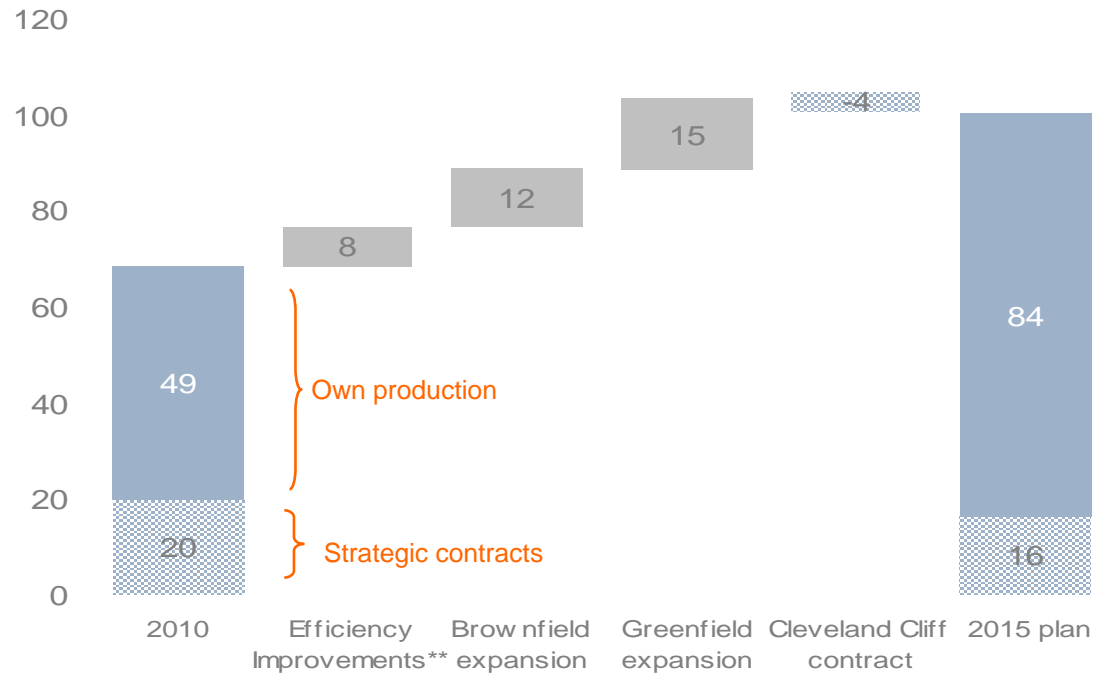 120
100
80
60
40
20
0
49
20
8
12
15
-4
84
16
Own production
Strategic contracts
2010
Efficiency
Improvements**
Brow nfield
expansion
Greenfield
expansion
Cleveland Cliff
contract
2015 plan